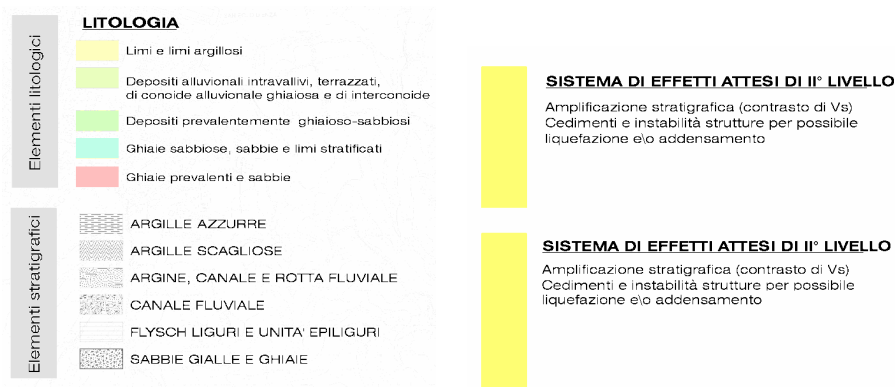 Elementi litologici
LITOLOGIA
Limi e limi argillosi
Depositi alluvionali intravallivi, terrazzati,
di conoide alluvionale ghiaiosa e di interconoide
Depositi prevalentemente ghiaioso-sabbiosi
Ghiaie sabbiose, sabbie e limi stratificati
Ghiaie prevalenti e sabbie
Elementi stratigrafici
ARGILLE AZZURRE
ARGILLE SCAGLIOSE
ARGINE, CANALE E ROTTA FLUVIALE
CANALE FLUVIALE
FLYSCH LIGURI E UNITA' EPILIGURI
SABBIE GIALLE E GHIAIE
SISTEMA DI EFFETTI ATTESI DI II° LIVELLO
Amplificazione stratigrafica (contrasto di Vs)
Cedimenti e instabilità strutture per possibile
liquefazione e\o addensamento
SISTEMA DI EFFETTI ATTESI DI II° LIVELLO
Amplificazione stratigrafica (contrasto di Vs)
Cedimenti e instabilità strutture per possibile
liquefazione e\o addensamento